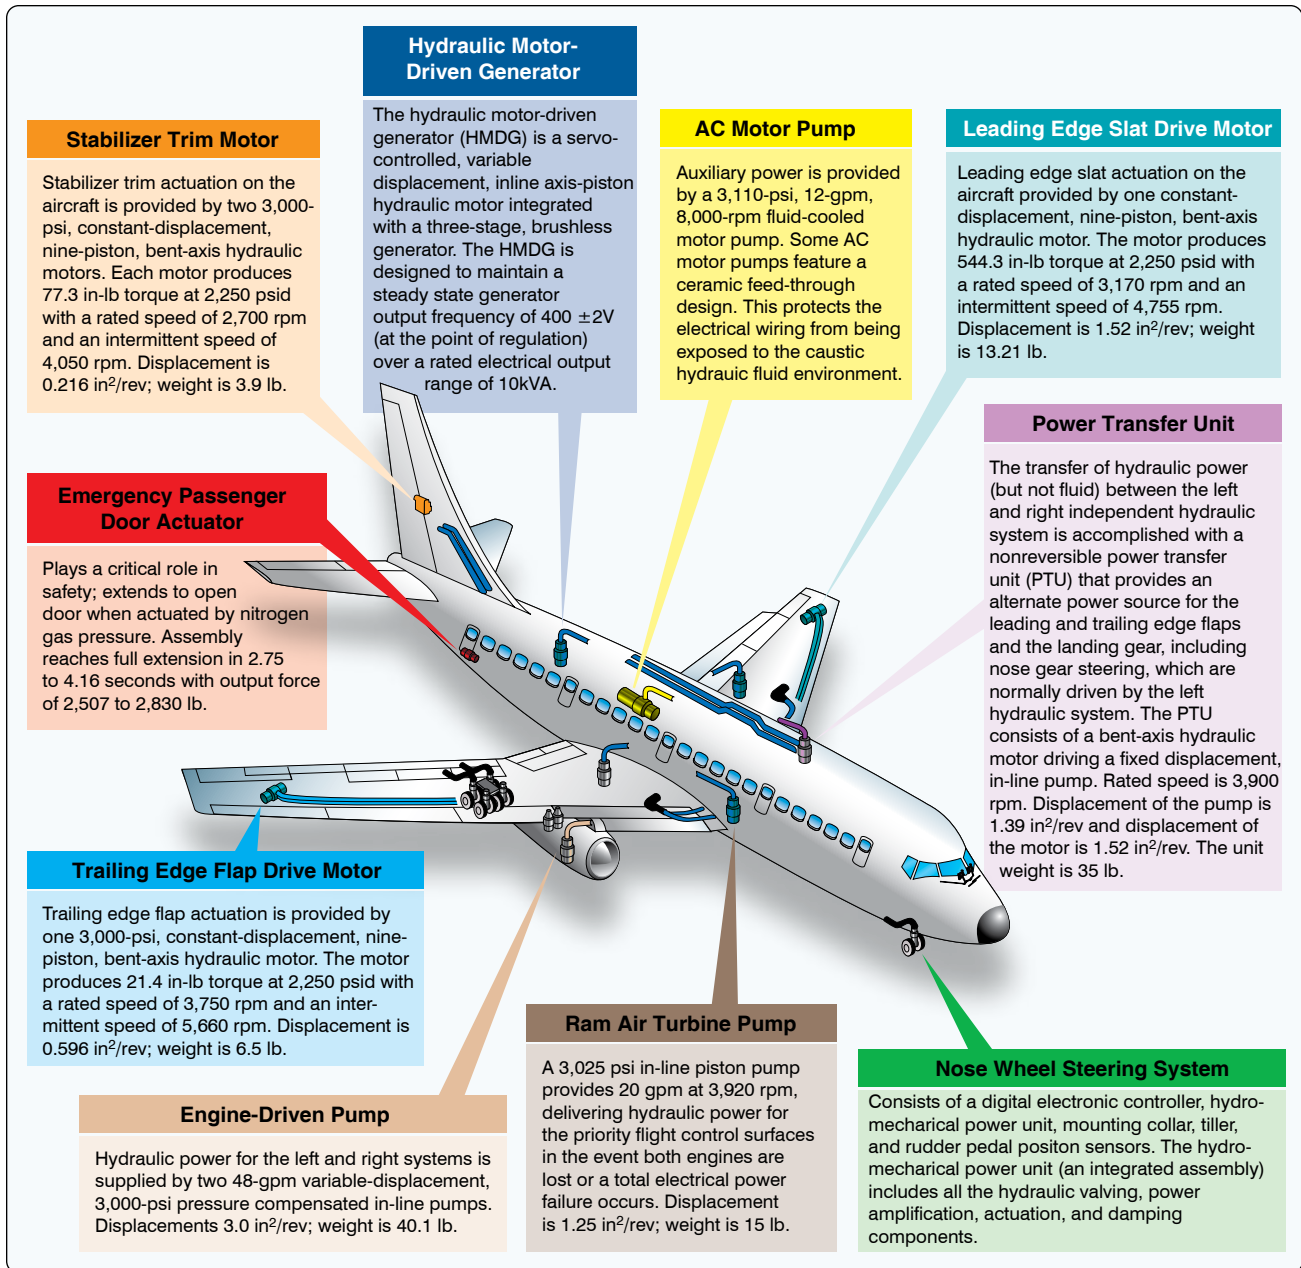 Hydraulic Motor-
Driven Generator
The hydraulic motor-driven
generator (HMDG) is a servo-
controlled, variable
displacement, inline axis-piston
hydraulic motor integrated
with a three-stage, brushless
generator. The HMDG is
designed to maintain a
steady state generator
output frequency of 400 ±2V
(at the point of regulation)
over a rated electrical output
range of 10kVA.
Stabilizer Trim Motor
Stabilizer trim actuation on the
aircraft is provided by two 3,000-
psi, constant-displacement,
nine-piston, bent-axis hydraulic
motors. Each motor produces
77.3 in-lb torque at 2,250 psid
with a rated speed of 2,700 rpm
and an intermittent speed of
4,050 rpm. Displacement is
0.216 in²/rev; weight is 3.9 lb.
AC Motor Pump
Auxiliary power is provided
by a 3,110-psi, 12-gpm,
8,000-rpm fluid-cooled
motor pump. Some AC
motor pumps feature a
ceramic feed-through
design. This protects the
electrical wiring from being
exposed to the caustic
hydrauic fluid environment.
Leading Edge Slat Drive Motor
Leading edge slat actuation on the
aircraft provided by one constant-
displacement, nine-piston, bent-axis
hydraulic motor. The motor produces
544.3 in-lb torque at 2,250 psid with
a rated speed of 3,170 rpm and an
intermittent speed of 4,755 rpm.
Displacement is 1.52 in²/rev; weight
is 13.21 lb.
Power Transfer Unit
The transfer of hydraulic power
(but not fluid) between the left
and right independent hydraulic
system is accomplished with a
nonreversible power transfer
unit (PTU) that provides an
alternate power source for the
leading and trailing edge flaps
and the landing gear, including
nose gear steering, which are
normally driven by the left
hydraulic system. The PTU
consists of a bent-axis hydraulic
motor driving a fixed displacement,
in-line pump. Rated speed is 3,900
rpm. Displacement of the pump is
1.39 in²/rev and displacement of
the motor is 1.52 in²/rev. The unit
weight is 35 lb.
Emergency Passenger
Door Actuator
Plays a critical role in
safety; extends to open
door when actuated by nitrogen
gas pressure. Assembly
reaches full extension in 2.75
to 4.16 seconds with output force
of 2,507 to 2,830 lb.
Trailing Edge Flap Drive Motor
Trailing edge flap actuation is provided by
one 3,000-psi, constant-displacement, nine-
piston, bent-axis hydraulic motor. The motor
produces 21.4 in-lb torque at 2,250 psid with
a rated speed of 3,750 rpm and an inter-
mittent speed of 5,660 rpm. Displacement is
0.596 in²/rev; weight is 6.5 lb.
Engine-Driven Pump
Hydraulic power for the left and right systems is
supplied by two 48-gpm variable-displacement,
3,000-psi pressure compensated in-line pumps.
Displacements 3.0 in²/rev; weight is 40.1 lb.
Ram Air Turbine Pump
A 3,025 psi in-line piston pump
provides 20 gpm at 3,920 rpm,
delivering hydraulic power for
the priority flight control surfaces
in the event both engines are
lost or a total electrical power
failure occurs. Displacement
is 1.25 in²/rev; weight is 15 lb.
Nose Wheel Steering System
Consists of a digital electronic controller, hydro-
mecharical power unit, mounting collar, tiller,
and rudder pedal positon sensors. The hydro-
mecharical power unit (an integrated assembly)
includes all the hydraulic valving, power
amplification, actuation, and damping
components.